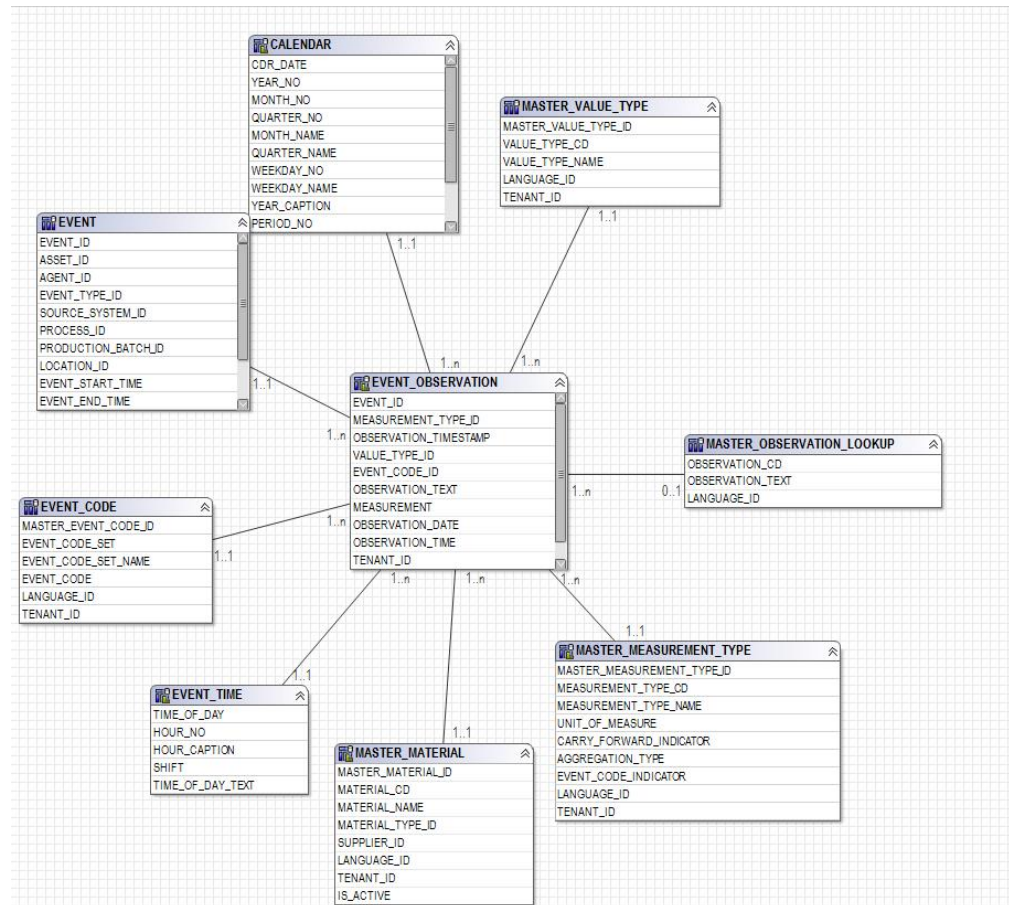 CALENDAR
CDR_DATE
YEAR_NO
MONTH_NO
QUARTER_NO
MONTH_NAME
QUARTER_NAME
WEEKDAY_NO
WEEKDAY_NAME
YEAR_CAPTION
PERIOD_NO
1..1
1..n
MASTER_VALUE_TYPE
MASTER_VALUE_TYPE_ID
VALUE_TYPE_CD
VALUE_TYPE_NAME
LANGUAGE_ID
TENANT_ID
1..1
1..n
EVENT
EVENT_ID
ASSET_ID
AGENT_ID
EVENT_TYPE_ID
SOURCE_SYSTEM_ID
PROCESS_ID
PRODUCTION_BATCH_ID
LOCATION_ID
EVENT_START_TIME
EVENT_END_TIME
1..1
1..n
EVENT_OBSERVATION
EVENT_ID
MEASUREMENT_TYPE_ID
OBSERVATION_TIMESTAMP
VALUE_TYPE_ID
EVENT_CODE_ID
OBSERVATION_TEXT
MEASUREMENT
OBSERVATION_DATE
OBSERVATION_TIME
TENANT_ID
1..n
0..1
MASTER_OBSERVATION_LOOKUP
OBSERVATION_CD
OBSERVATION_TEXT
LANGUAGE_ID
EVENT_CODE
MASTER_EVENT_CODE_ID
EVENT_CODE_SET
EVENT_CODE_SET_NAME
EVENT_CODE
LANGUAGE_ID
TENANT_ID
1..1
1..n
1..n
1..n
1..n
EVENT_TIME
TIME_OF_DAY
HOUR_NO
HOUR_CAPTION
SHIFT
TIME_OF_DAY_TEXT
1..1
MASTER_MATERIAL
MASTER_MATERIAL_ID
MATERIAL_CD
MATERIAL_NAME
MATERIAL_TYPE_ID
SUPPLIER_ID
LANGUAGE_ID
TENANT_ID
IS_ACTIVE
1..1
MASTER_MEASUREMENT_TYPE
MASTER_MEASUREMENT_TYPE_ID
MEASUREMENT_TYPE_CD
MEASUREMENT_TYPE_NAME
UNIT_OF_MEASURE
CARRY_FORWARD_INDICATOR
AGGREGATION_TYPE
EVENT_CODE_INDICATOR
LANGUAGE_ID
TENANT_ID
1..1